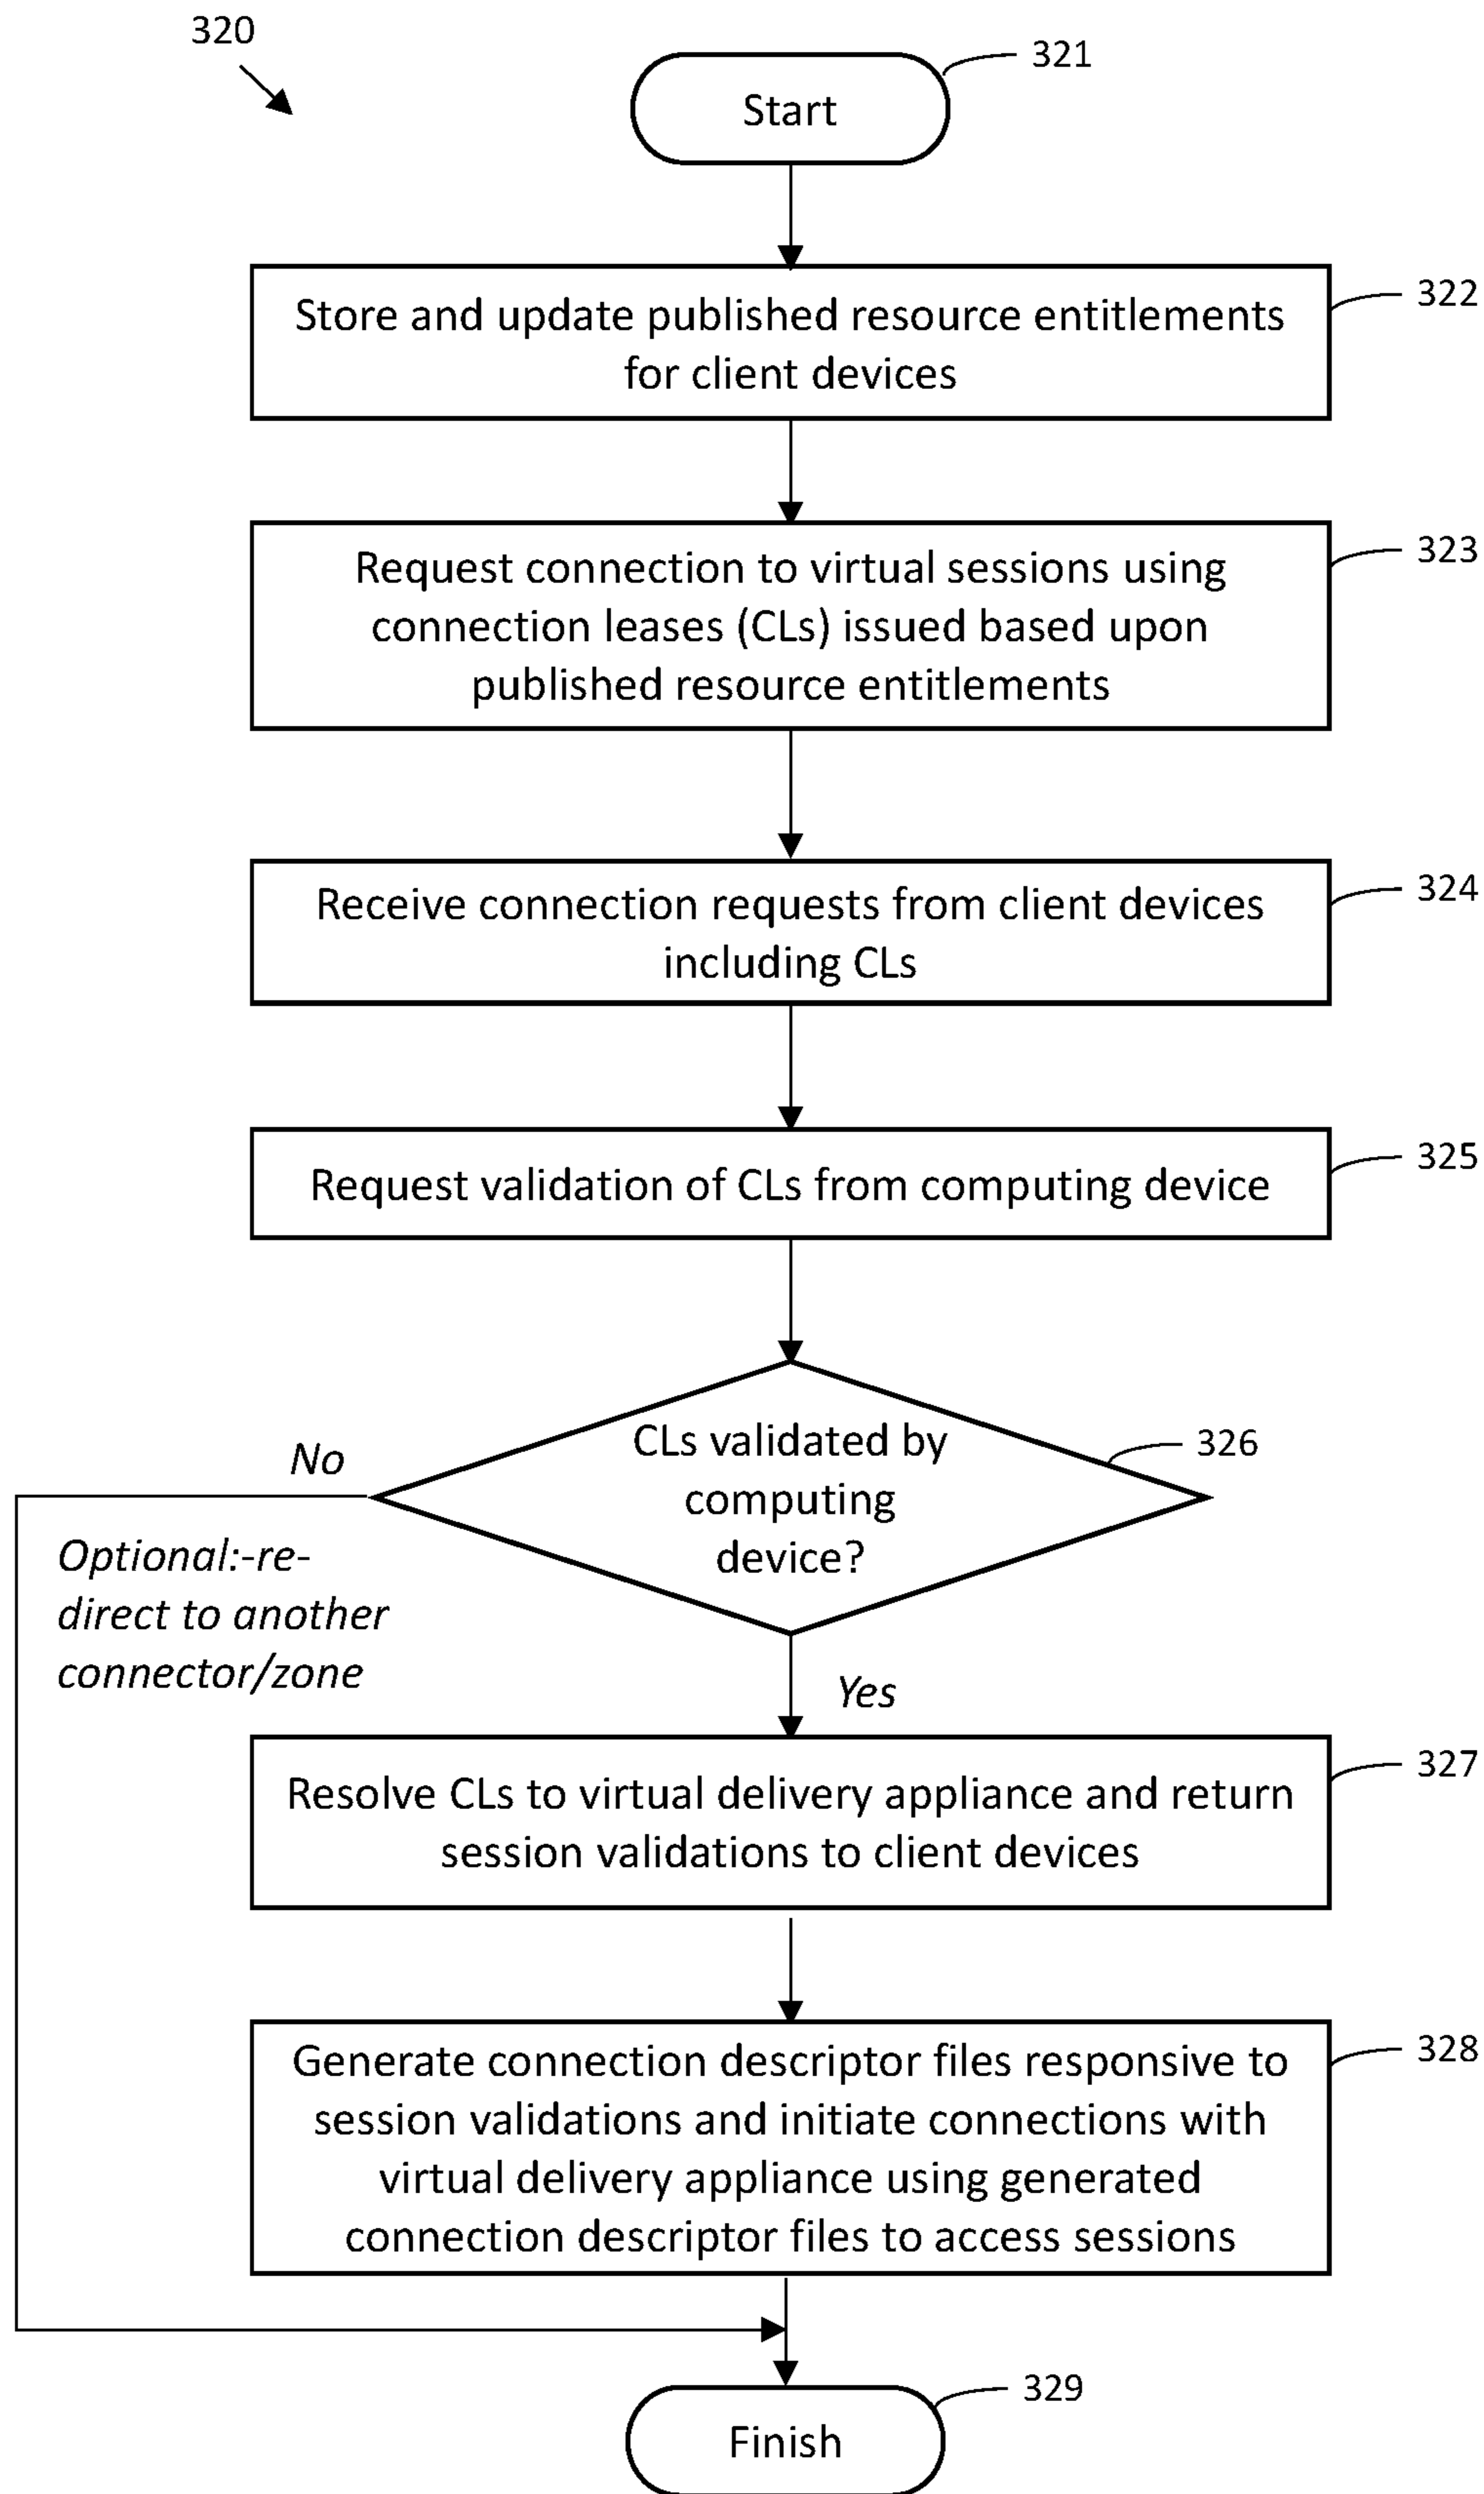 320
321
Start
322
Store and update published resource entitlements
for client devices
323
Request connection to virtual sessions using
connection leases (CLs) issued based upon
published resource entitlements
324
Receive connection requests from client devices
including CLs
325
Request validation of CLs from computing device
326
CLs validated by
computing
device?
No
Optional:-re-
direct to another
connector/zone
Yes
327
Resolve CLs to virtual delivery appliance and return
session validations to client devices
328
Generate connection descriptor files responsive to
session validations and initiate connections with
virtual delivery appliance using generated
connection descriptor files to access sessions
329
Finish